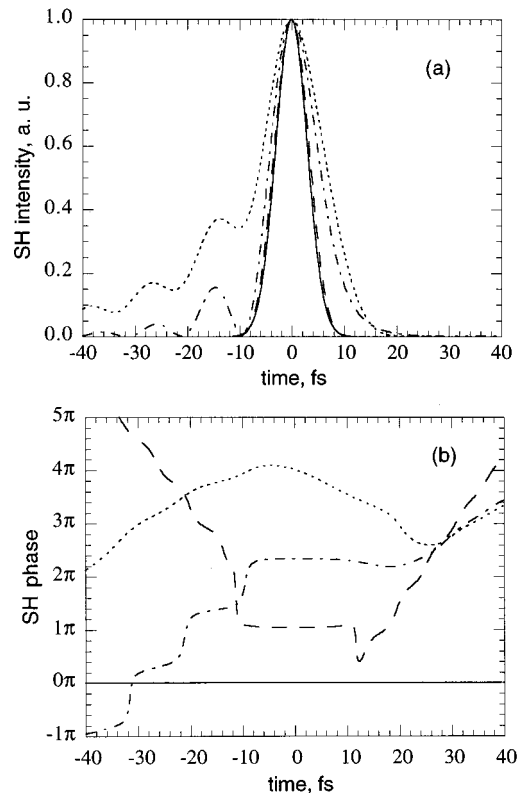 1.0
(a)
0.8
0.6
0.4
0.2
0.0
SH intensity, a. u.
-40 -30 -20 -10 0 10 20 30 40
time, fs
5π
(b)
4π
3π
2π
1π
0π
-1π
SH phase
-40 -30 -20 -10 0 10 20 30 40
time, fs